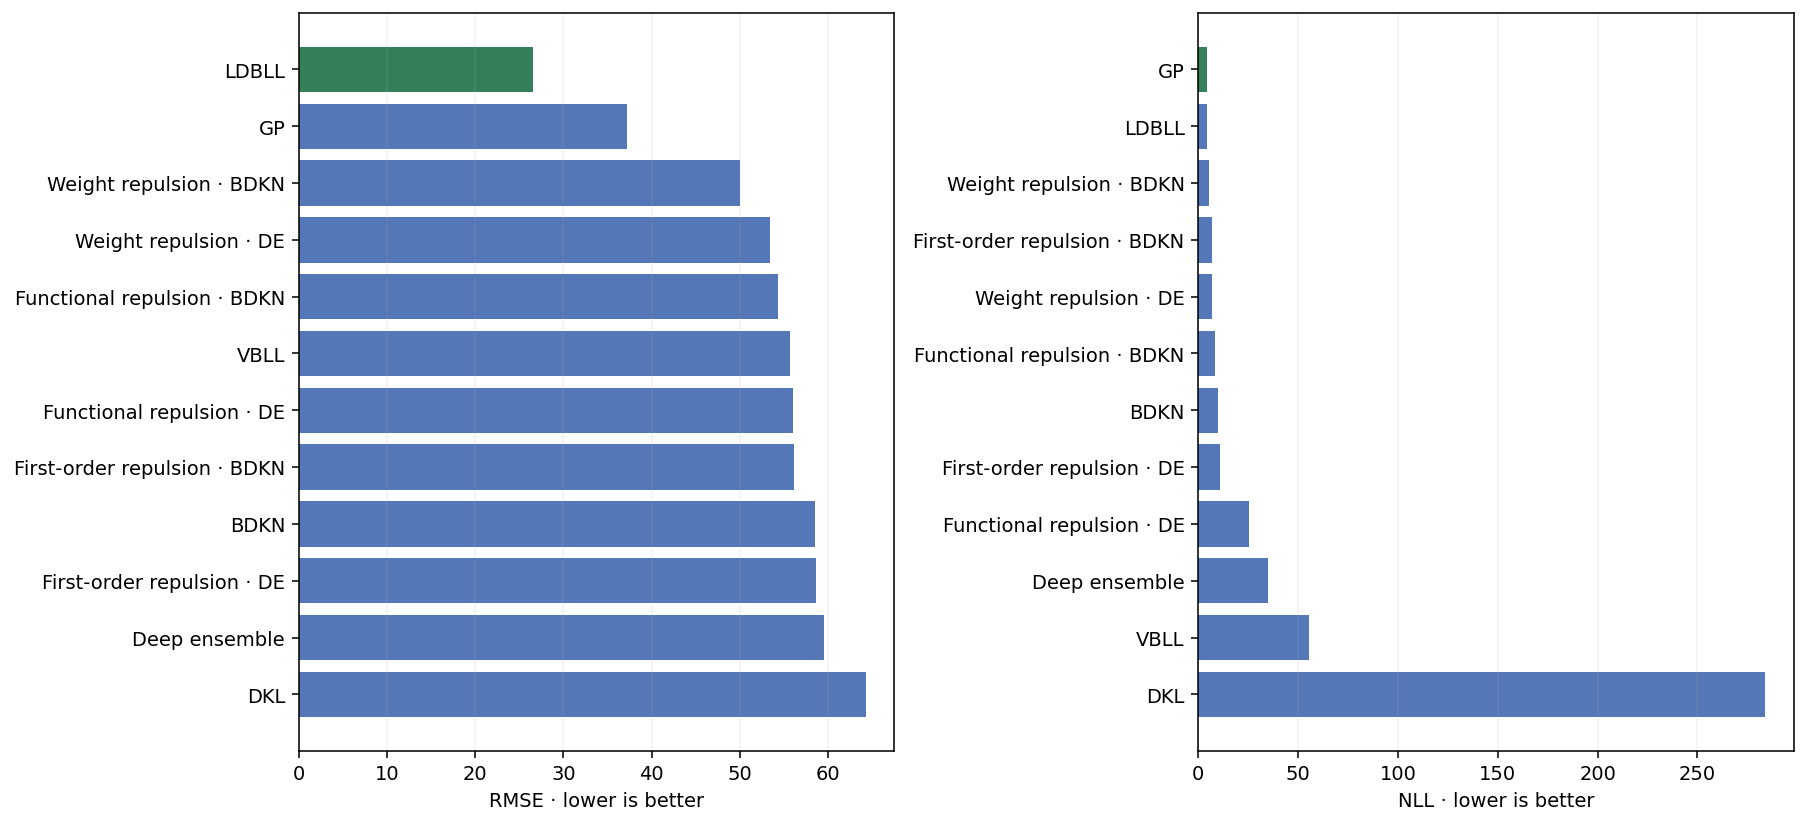 LDBLL
GP
Weight repulsion · BDKN
Weight repulsion · DE
Functional repulsion · BDKN
VBLL
Functional repulsion · DE
First-order repulsion · BDKN
BDKN
First-order repulsion · DE
Deep ensemble
DKL
0 10 20 30 40 50 60
RMSE · lower is better
GP
LDBLL
Weight repulsion · BDKN
First-order repulsion · BDKN
Weight repulsion · DE
Functional repulsion · BDKN
BDKN
First-order repulsion · DE
Functional repulsion · DE
Deep ensemble
VBLL
DKL
0 50 100 150 200 250
NLL · lower is better